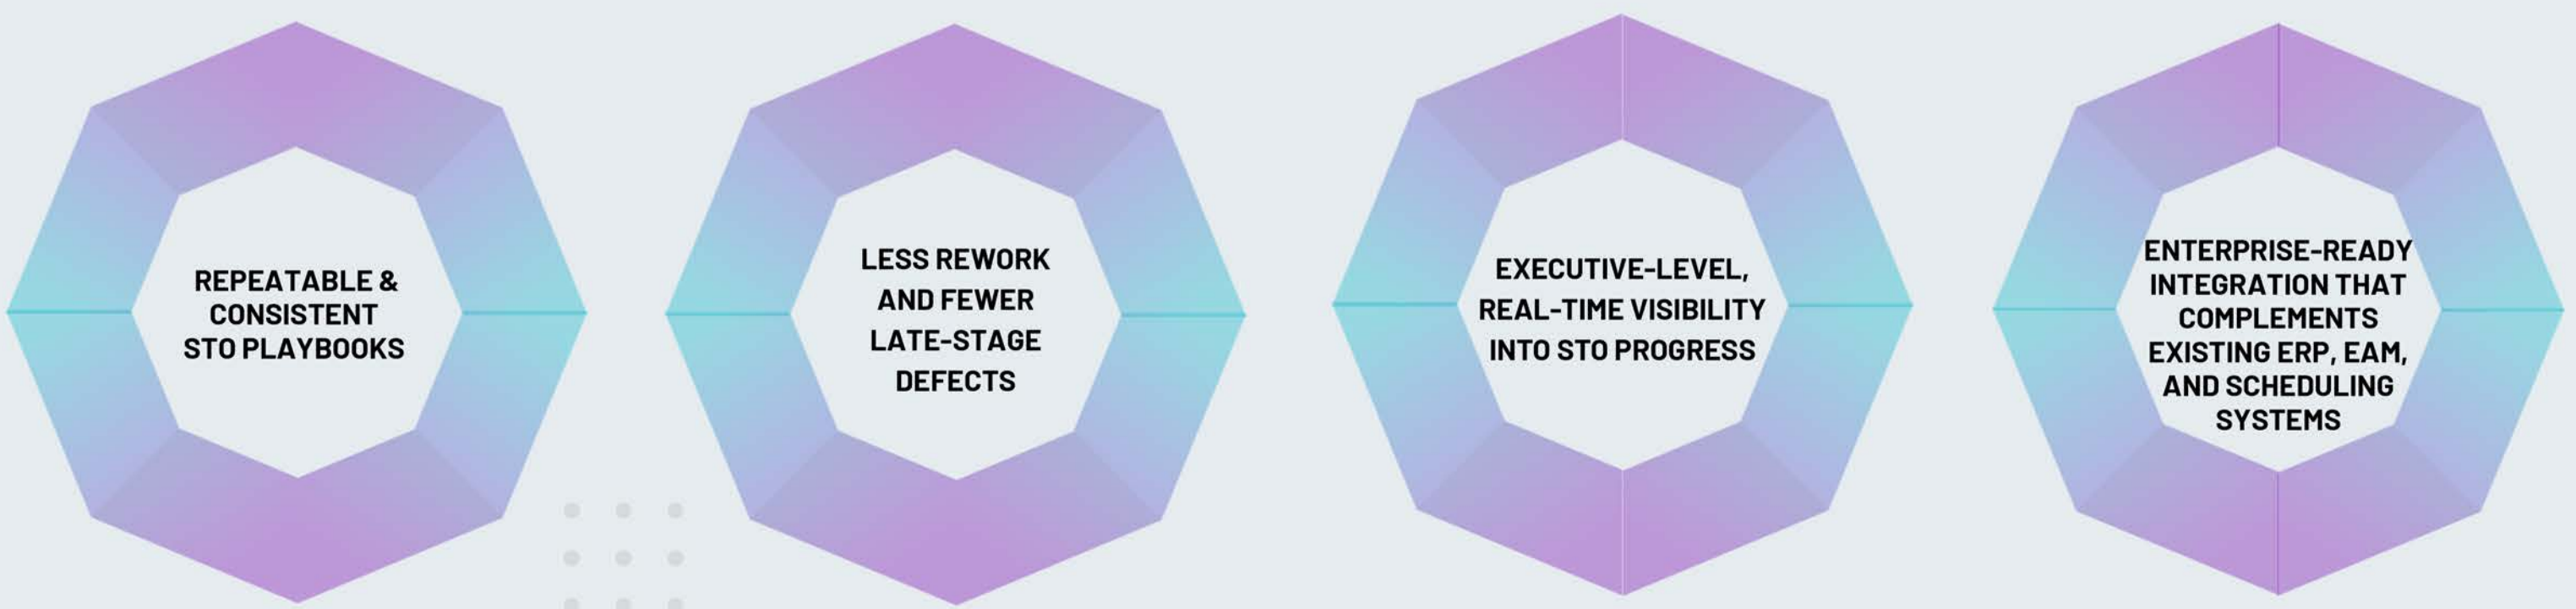 REPEATABLE &
CONSISTENT
STO PLAYBOOKS
LESS REWORK
AND FEWER
LATE-STAGE
DEFECTS
EXECUTIVE-LEVEL,
REAL-TIME VISIBILITY
INTO STO PROGRESS
ENTERPRISE-READY
INTEGRATION THAT
COMPLEMENTS
EXISTING ERP, EAM,
AND SCHEDULING
SYSTEMS